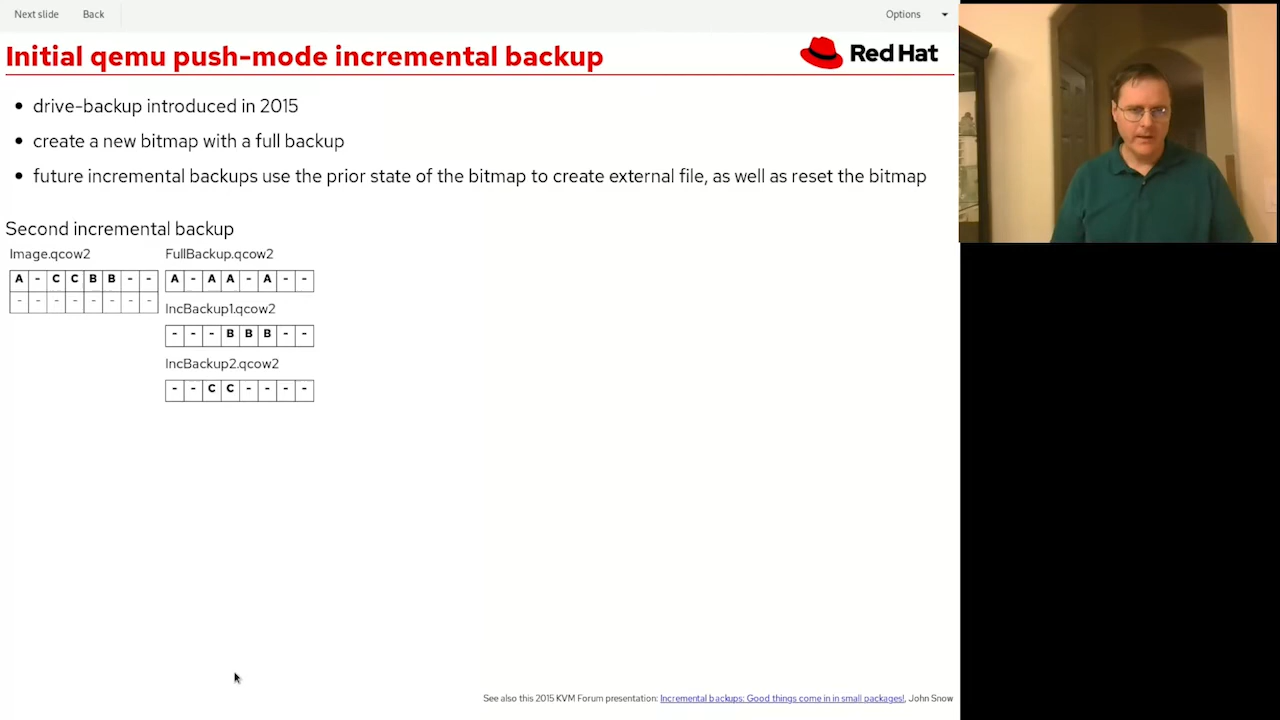 Next slide Back Options
Initial qemu push-mode incremental backup
Red Hat
• drive-backup introduced in 2015
• create a new bitmap with a full backup
• future incremental backups use the prior state of the bitmap to create external file, as well as reset the bitmap
Second incremental backup
Image.qcow2 FullBackup.qcow2
A - C C B B - - A - A A - A - -
- - - - - - - -
IncBackup1.qcow2
- - - B B B - -
IncBackup2.qcow2
- - C C - - - -
See also this 2015 KVM Forum presentation: Incremental backups: Good things come in in small packages!, John Snow